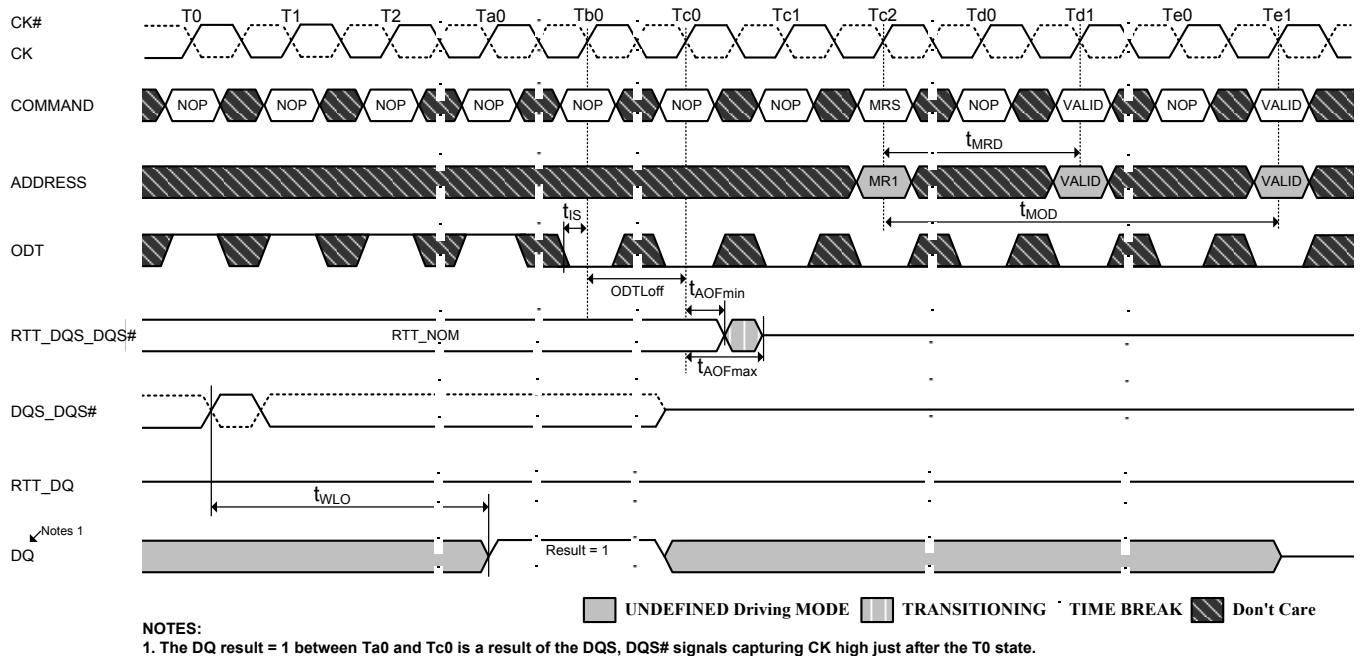 T0 T1 T2 Ta0 Tb0 Tc0 Tc1 Tc2 Td0 Td1 Te0 Te1
CK#
CK
COMMAND NOP NOP NOP NOP NOP NOP NOP MRS NOP VALID NOP VALID
tMRD
ADDRESS MR1 VALID VALID
tMOD
tIS
ODT
ODTLoff tAOFmin
RTT_DQS_DQS# RTT_NOM
tAOFmax
DQS_DQS#
RTT_DQ
tWLO
Notes 1
DQ Result = 1
UNDEFINED Driving MODE TRANSITIONING TIME BREAK Don't Care
NOTES:
1. The DQ result = 1 between Ta0 and Tc0 is a result of the DQS, DQS# signals capturing CK high just after the T0 state.